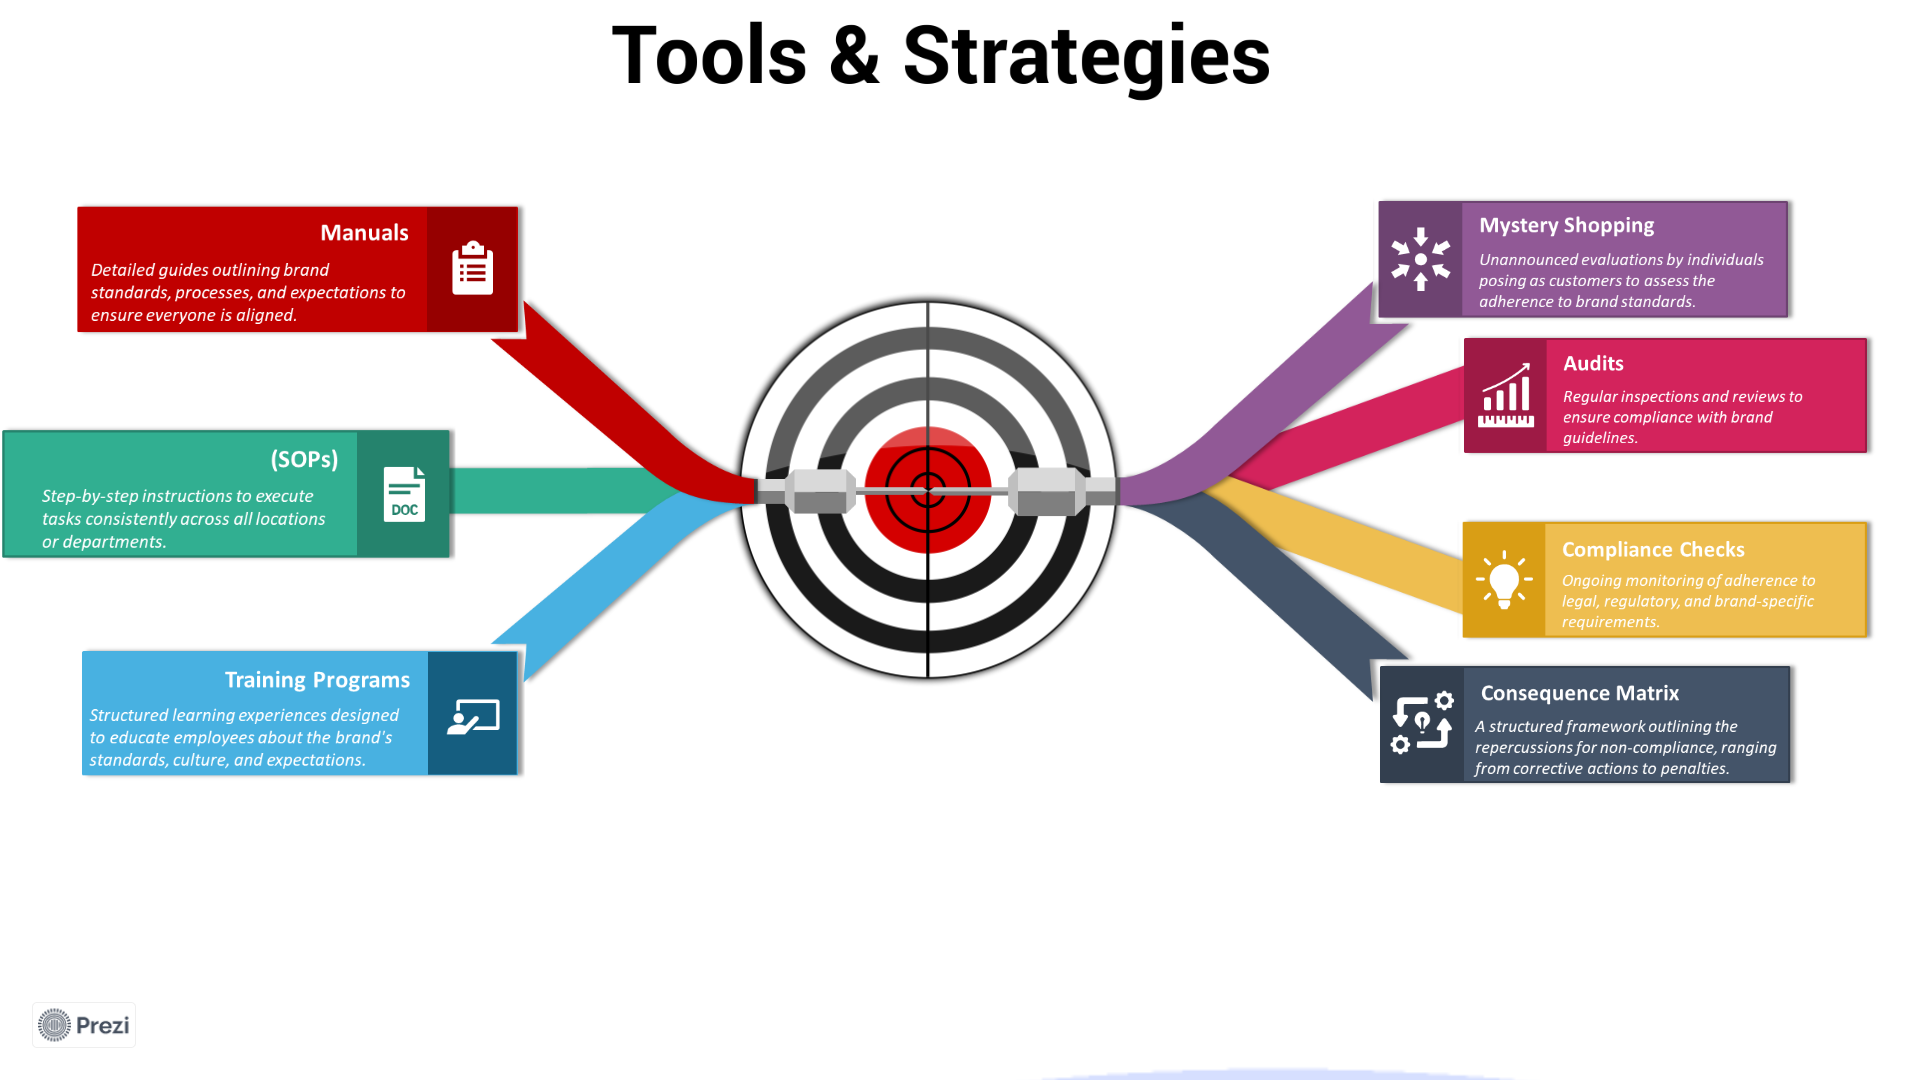 Tools & Strategies
Manuals
Detailed guides outlining brand
standards, processes, and expectations to
ensure everyone is aligned.
(SOPs)
Step-by-step instructions to execute
tasks consistently across all locations
or departments.
DOC
Training Programs
Structured learning experiences designed
to educate employees about the brand's
standards, culture, and expectations.
Mystery Shopping
Unannounced evaluations by individuals
posing as customers to assess the
adherence to brand standards.
Audits
Regular inspections and reviews to
ensure compliance with brand
guidelines.
Compliance Checks
Ongoing monitoring of adherence to
legal, regulatory, and brand-specific
requirements.
Consequence Matrix
A structured framework outlining the
repercussions for non-compliance, ranging
from corrective actions to penalties.
Prezi